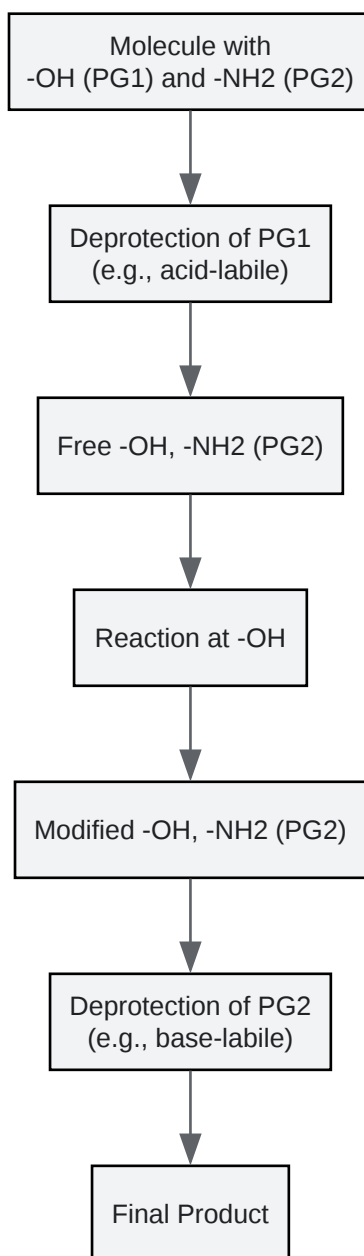 Molecule with
-OH (PG1) and -NH2 (PG2)
Deprotection of PG1
(e.g., acid-labile)
Free -OH, -NH2 (PG2)
Reaction at -OH
Modified -OH, -NH2 (PG2)
Deprotection of PG2
(e.g., base-labile)
Final Product